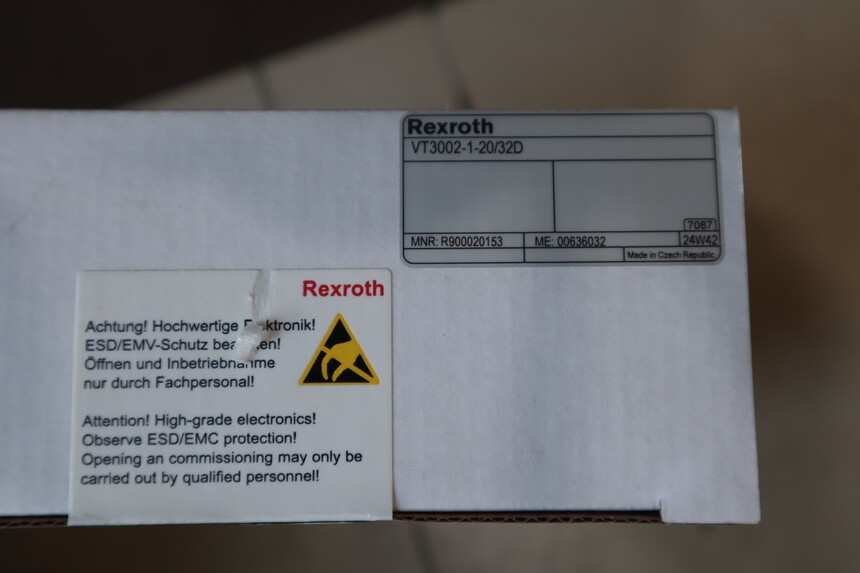 Rexroth
VT3002-1-20/32D
7087
MNR: R900020153 ME: 00636032 24W42
Made in Czech Republic
Rexroth
Achtung! Hochwertige
ESD/EMV-Schutz
Öffnen und Inbetriebnahme
nur durch Fachpersonal!
Attention! High-grade electronics!
Observe ESD/EMC protection!
Opening an commissioning may only be
carried out by qualified personnel!